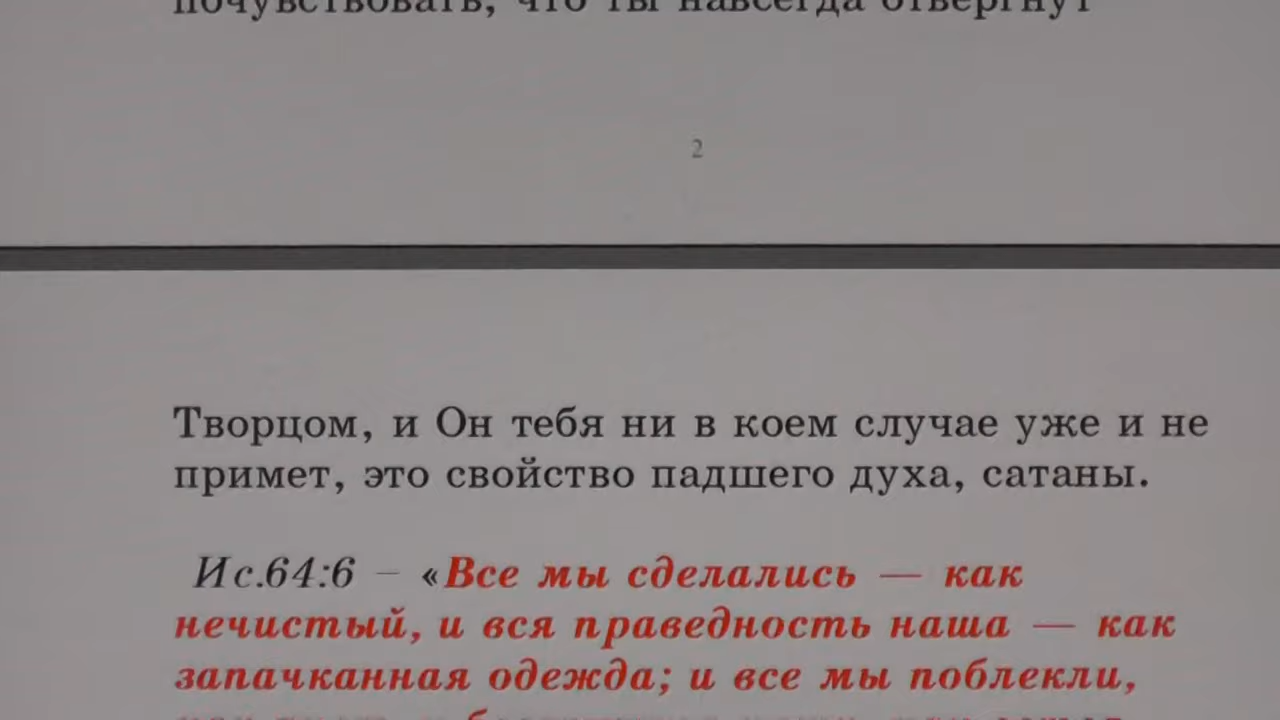 почувствовать, что ты навсегда отвергнут
2
Творцом, и Он тебя ни в коем случае уже и не
примет, это свойство падшего духа, сатаны.
Ис.64:6 – «Все мы сделались — как
нечистый, и вся праведность наша — как
запачканная одежда; и все мы поблекли,